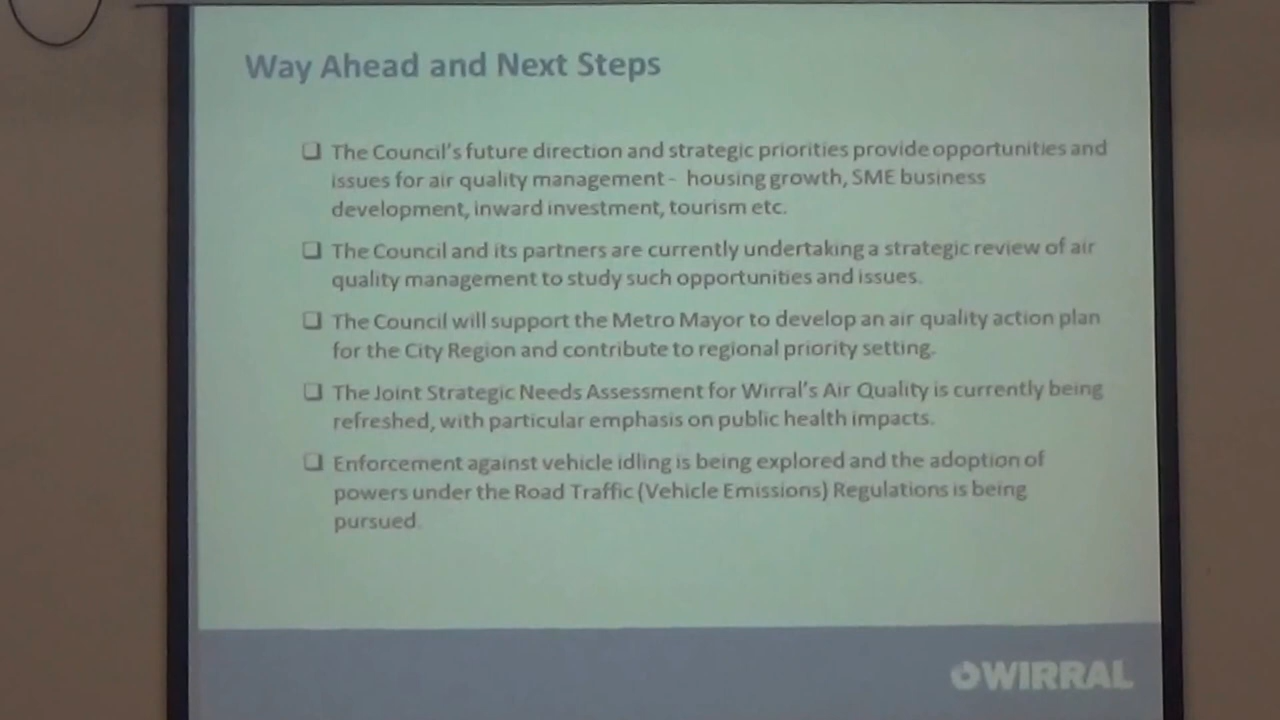 Way Ahead and Next Steps
❑ The Council's future direction and strategic priorities provide opportunities and
issues for air quality management - housing growth, SME business
development, inward investment, tourism etc.
❑ The Council and its partners are currently undertaking a strategic review of air
quality management to study such opportunities and issues.
❑ The Council will support the Metro Mayor to develop an air quality action plan
for the City Region and contribute to regional priority setting.
❑ The Joint Strategic Needs Assessment for Wirral's Air Quality is currently being
refreshed, with particular emphasis on public health impacts.
❑ Enforcement against vehicle idling is being explored and the adoption of
powers under the Road Traffic (Vehicle Emissions) Regulations is being
pursued.
WIRRAL